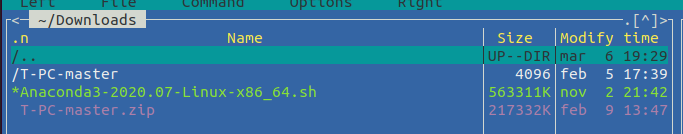 Left File Command Options Right
<- ~/Downloads .[^]>
.n Name Size Modify time
/.. UP--DIR mar 6 19:29
/T-PC-master 4096 feb 5 17:39
*Anaconda3-2020.07-Linux-x86_64.sh 563311K nov 2 21:42
T-PC-master.zip 217332K feb 9 13:47